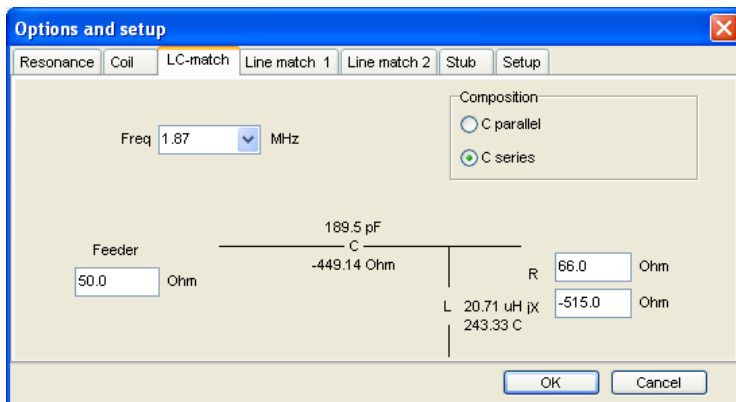 Options and setup
Resonance Coil LC-match Line match 1 Line match 2 Stub Setup
Composition
C parallel
C series
Freq 1.87 MHz
189.5 pF
C
-449.14 Ohm
Feeder
50.0 Ohm
R 66.0 Ohm
L 20.71 uH jX -515.0 Ohm
243.33 C
OK Cancel